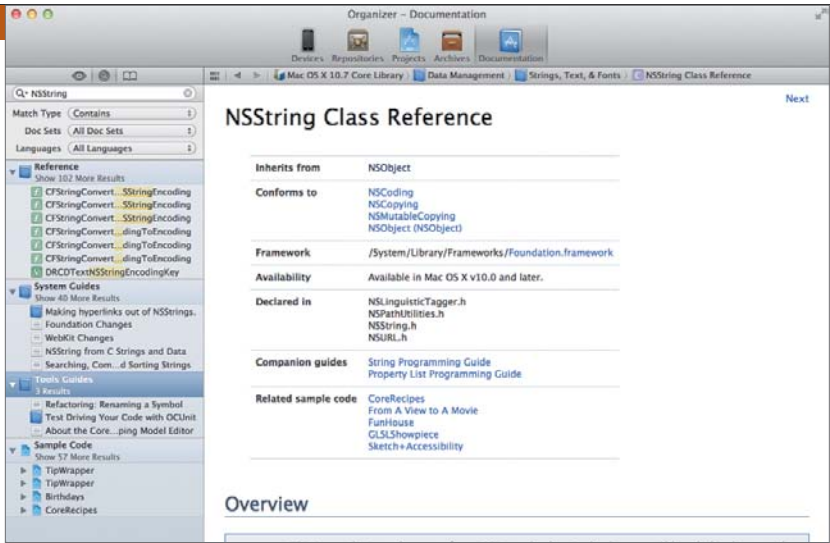 Organizer – Documentation
Devices Repositories Projects Archives Documentation
Mac OS X 10.7 Core Library Data Management Strings, Text, & Fonts NSString Class Reference
NSString
Match Type Contains
Doc Sets All Doc Sets
Languages All Languages
Reference
Show 102 More Results
CFStringConvert...SStringEncoding
CFStringConvert...SStringEncoding
CFStringConvert...SStringEncoding
CFStringConvert...dingToEncoding
CFStringConvert...dingToEncoding
CFStringConvert...dingToEncoding
DRCDTextNSStringEncodingKey
System Guides
Show 40 More Results
Making hyperlinks out of NSStrings.
Foundation Changes
WebKit Changes
NSString from C Strings and Data
Searching, Com...d Sorting Strings
Tools Guides
3 Results
Refactoring: Renaming a Symbol
Test Driving Your Code with OCUnit
About the Core...ping Model Editor
Sample Code
Show 57 More Results
TipWrapper
TipWrapper
Birthdays
CoreRecipes
Next
NSString Class Reference
Inherits from NSObject
Conforms to NSCoding
NSCopying
NSMutableCopying
NSObject (NSObject)
Framework /System/Library/Frameworks/Foundation.framework
Availability Available in Mac OS X v10.0 and later.
Declared in NSLinguisticTagger.h
NSPathUtilities.h
NSString.h
NSURL.h
Companion guides String Programming Guide
Property List Programming Guide
Related sample code CoreRecipes
From A View to A Movie
FunHouse
GLSLShowpiece
Sketch+Accessibility
Overview